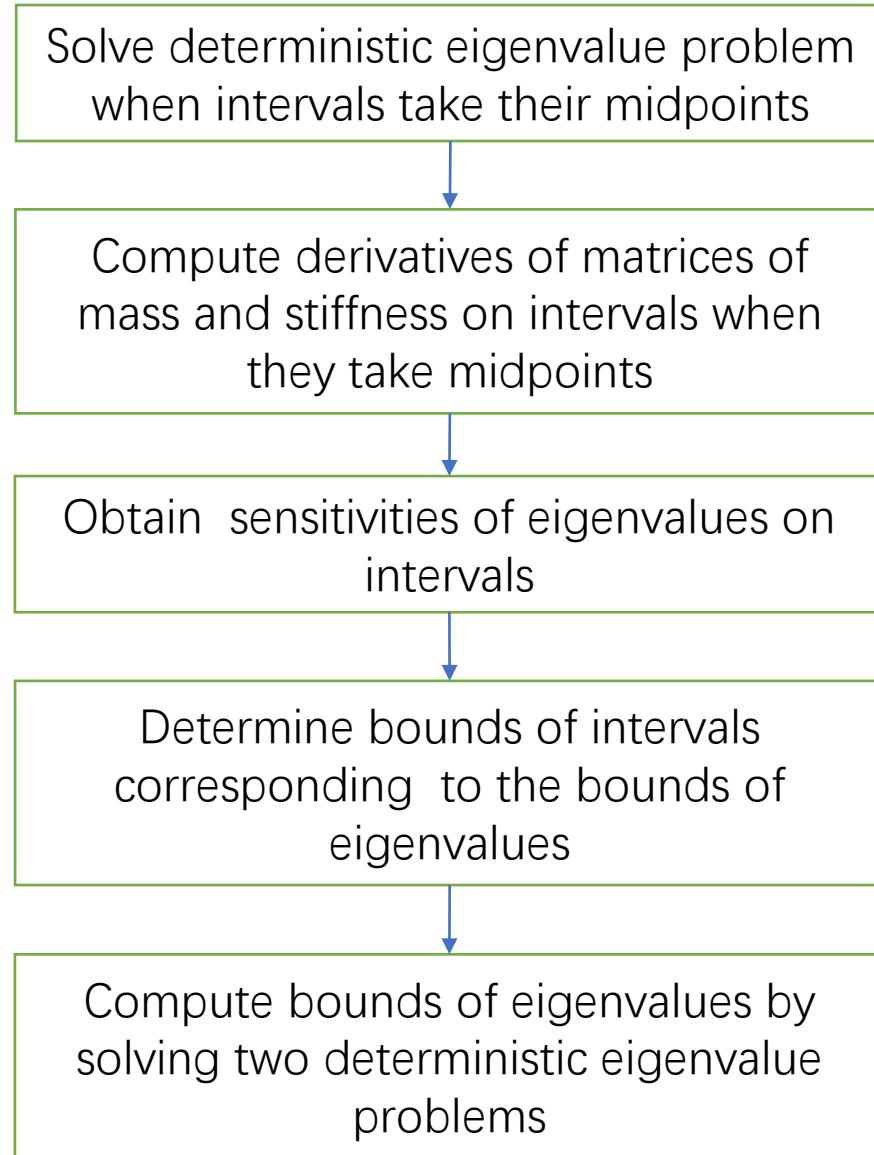 Solve deterministic eigenvalue problem
when intervals take their midpoints
Compute derivatives of matrices of
mass and stiffness on intervals when
they take midpoints
Obtain  sensitivities of eigenvalues on
intervals
Determine bounds of intervals
corresponding  to the bounds of
eigenvalues
Compute bounds of eigenvalues by
solving two deterministic eigenvalue
problems